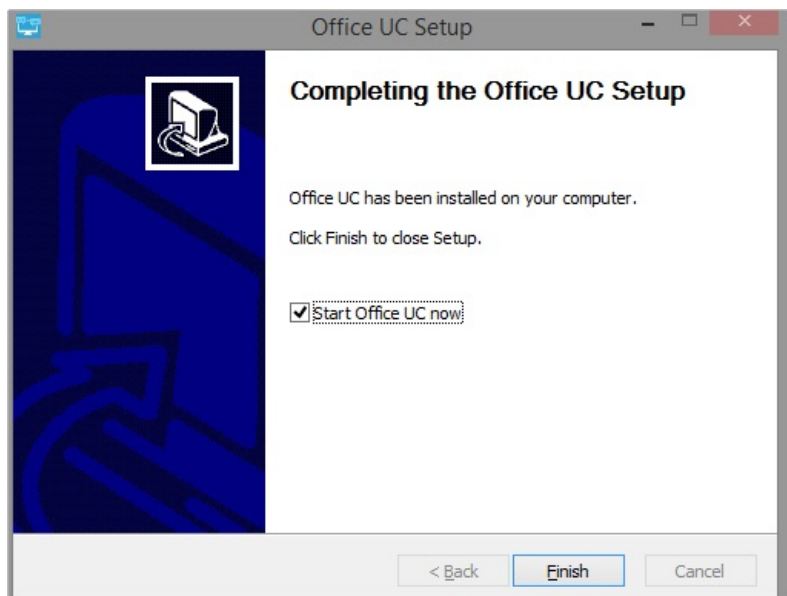 Office UC Setup
Completing the Office UC Setup
Office UC has been installed on your computer.
Click Finish to close Setup.
Start Office UC now
< Back
Finish
Cancel